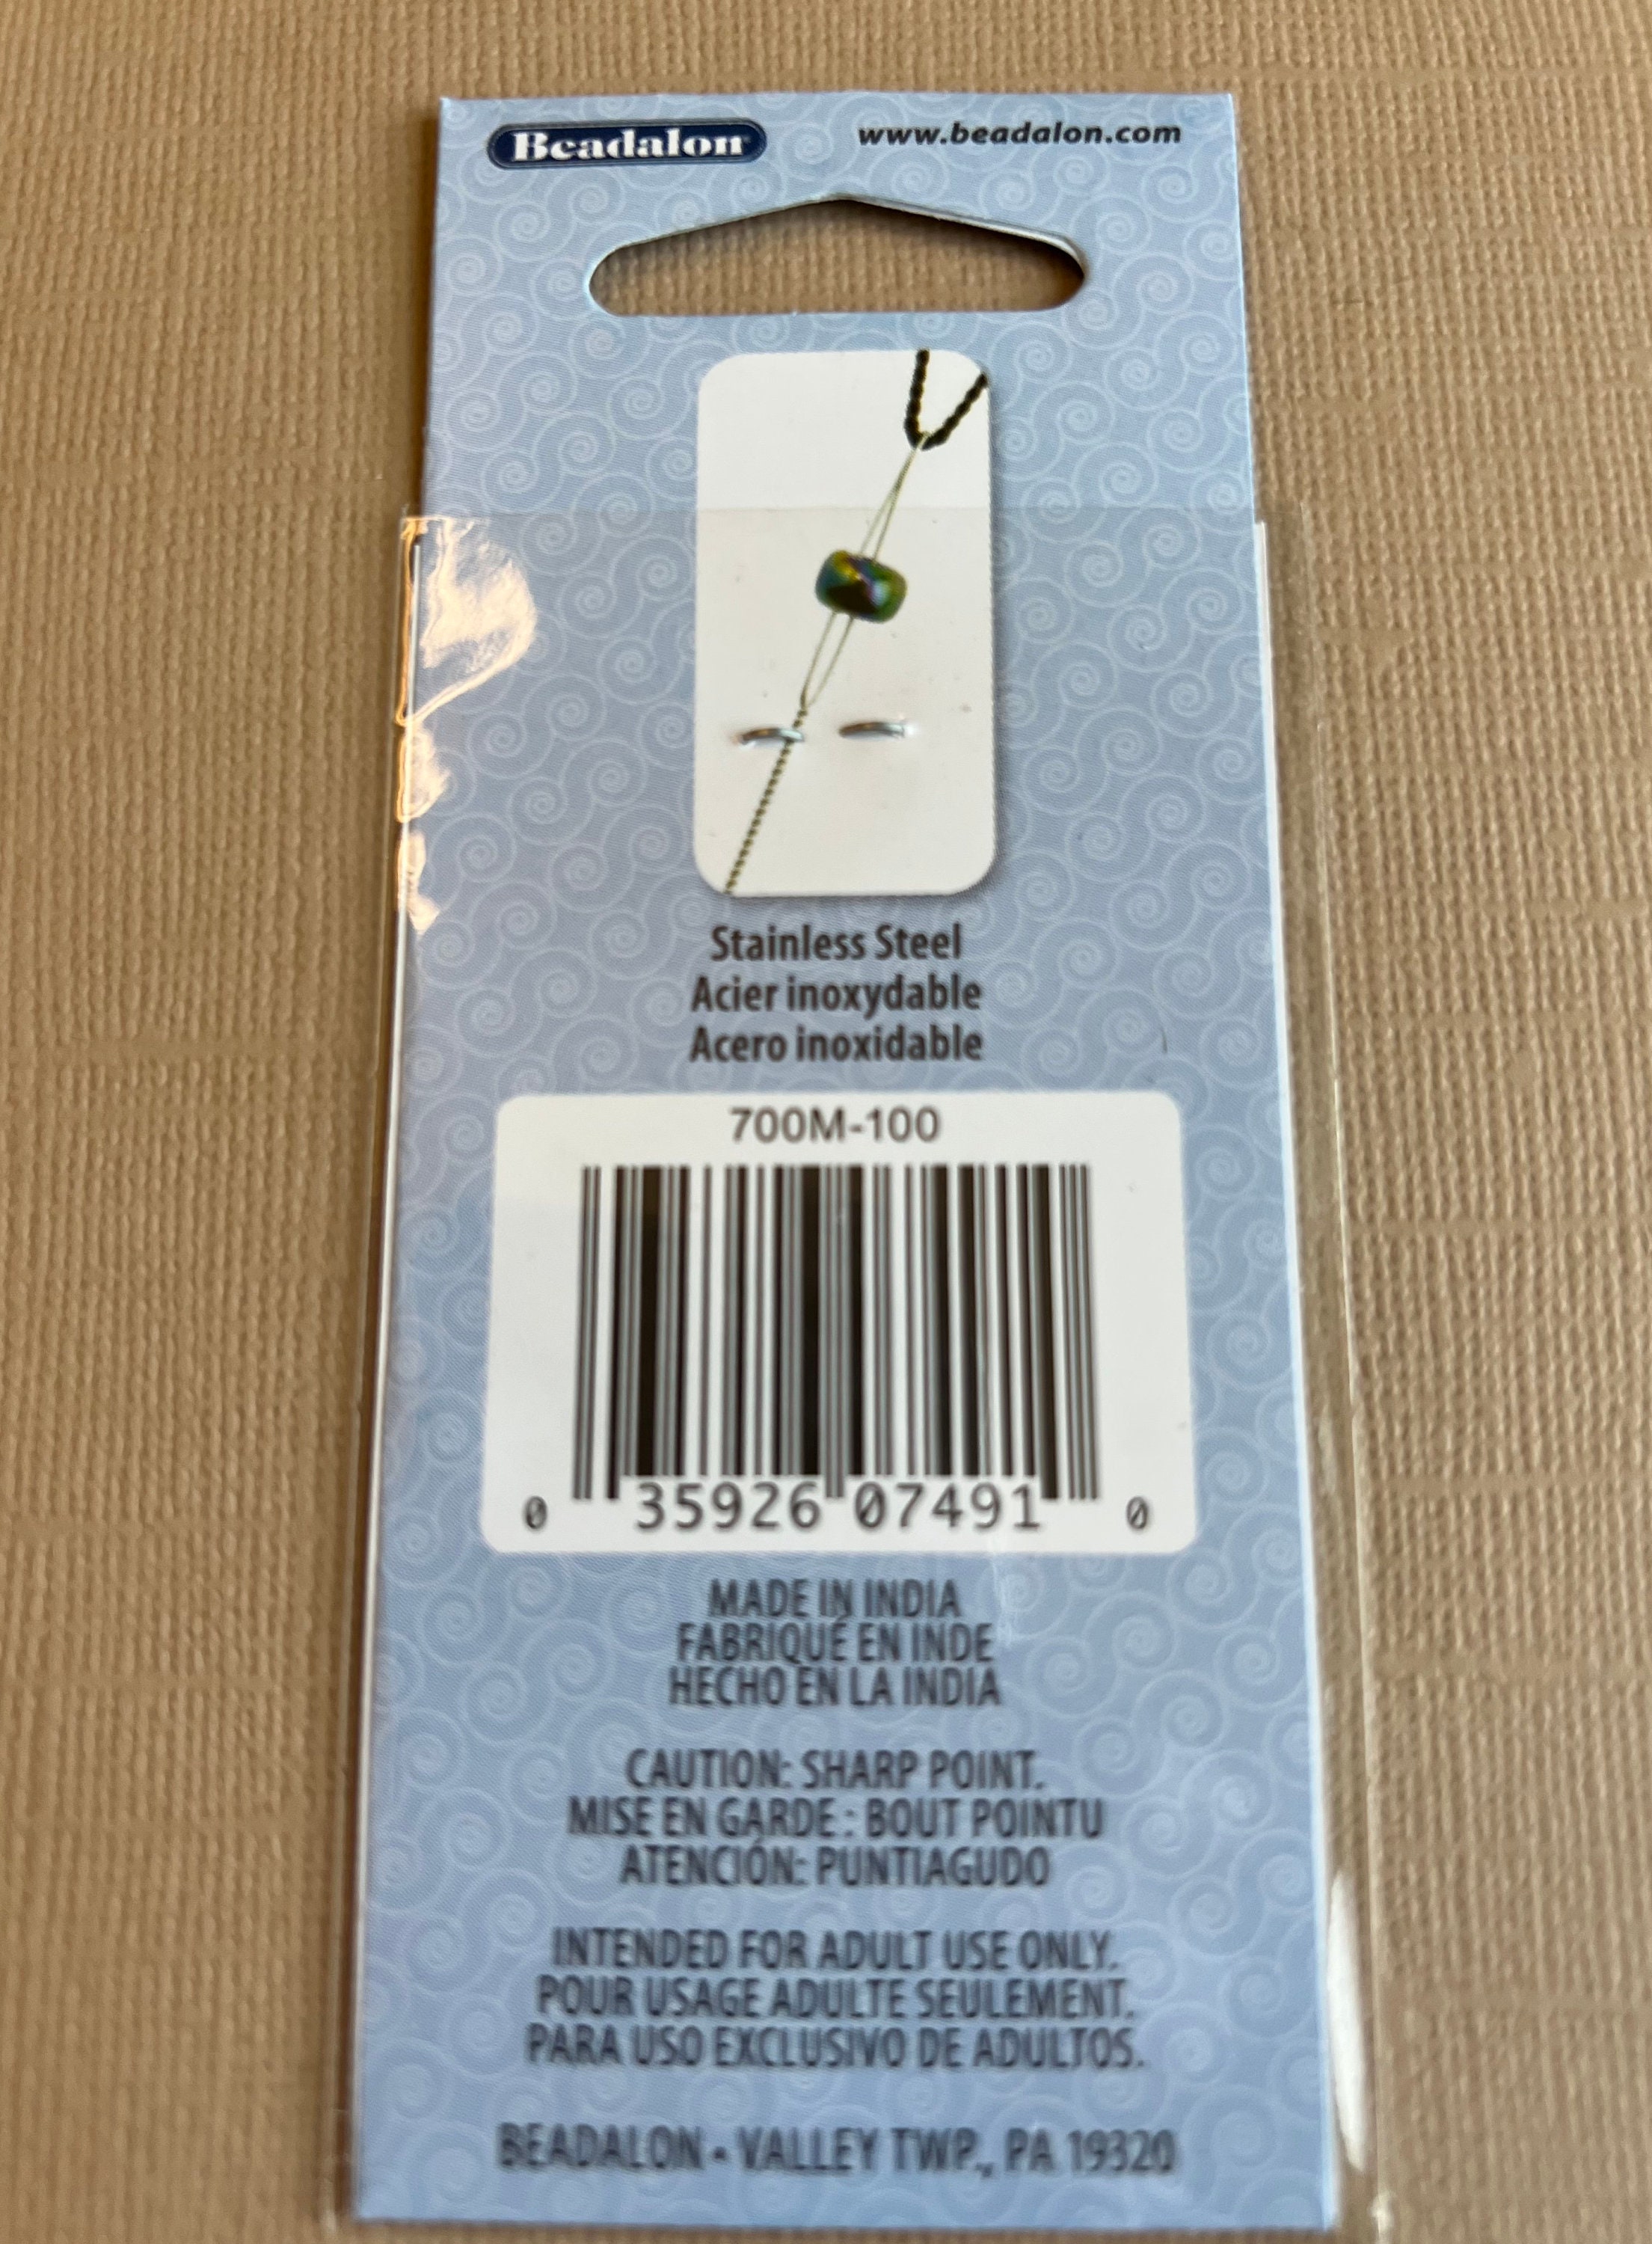 Beadalon®
www.beadalon.com
Stainless Steel
Acier inoxydable
Acero inoxidable
700M-100
0 35926 07491 0
MADE IN INDIA
FABRIQUÉ EN INDE
HECHO EN LA INDIA
CAUTION: SHARP POINT.
MISE EN GARDE : BOUT POINTU
ATENCIÓN: PUNTIAGUDO
INTENDED FOR ADULT USE ONLY.
POUR USAGE ADULTE SEULEMENT.
PARA USO EXCLUSIVO DE ADULTOS.
BEADALON • VALLEY TWP., PA 19320